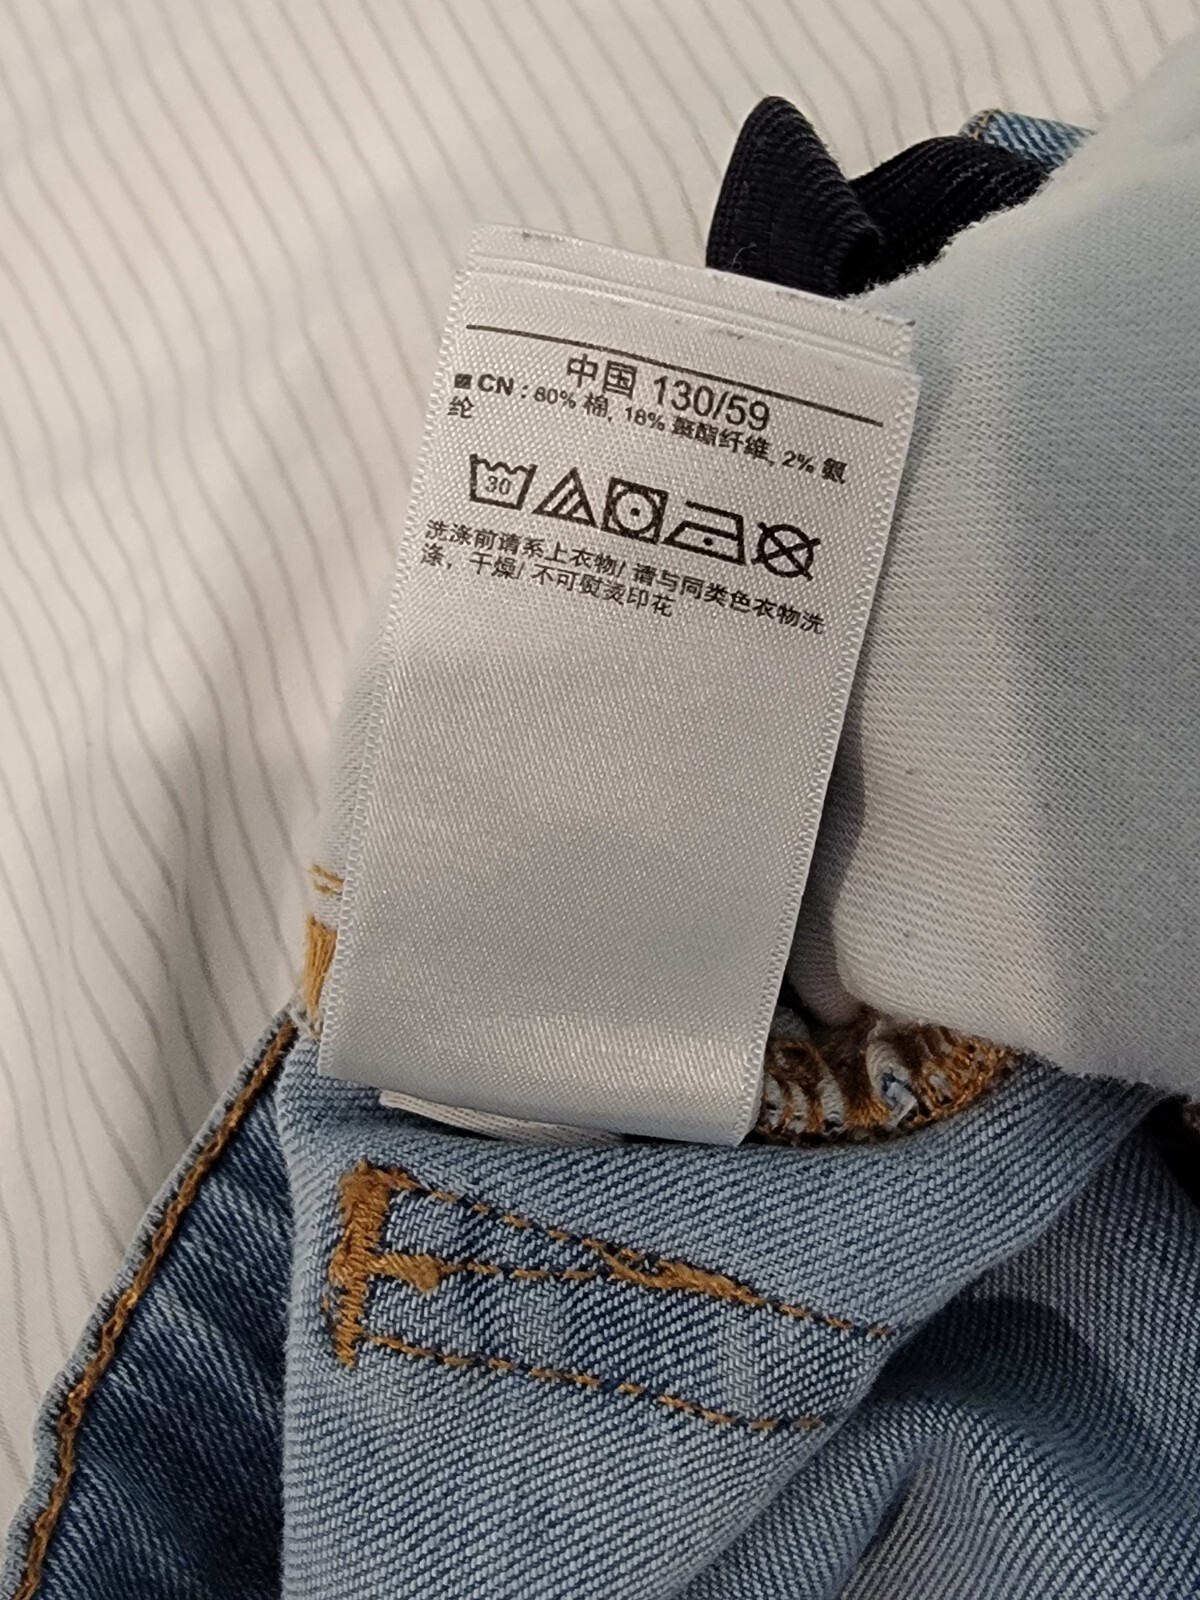 中国 130/59
CN : 80% 棉, 18% 聚酯纤维, 2% 氨
纶
30
洗涤前请系上衣物/ 请与同类色衣物洗
涤，干燥/ 不可熨烫印花